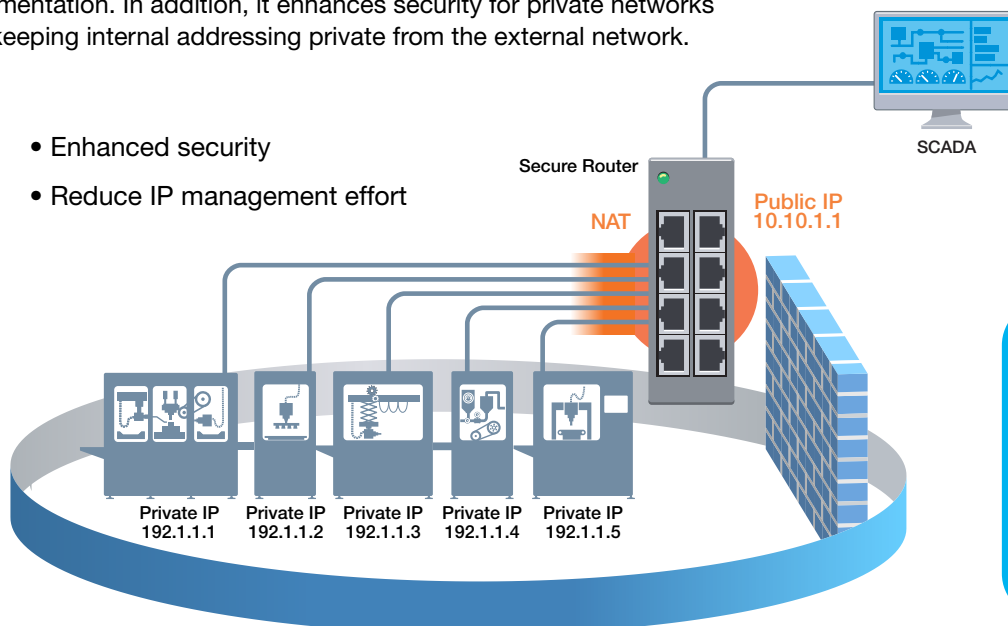 mentation. In addition, it enhances security for private networks
keeping internal addressing private from the external network.
• Enhanced security
• Reduce IP management effort
SCADA
Secure Router
NAT
Public IP
10.10.1.1
Private IP
192.1.1.1
Private IP
192.1.1.2
Private IP
192.1.1.3
Private IP
192.1.1.4
Private IP
192.1.1.5